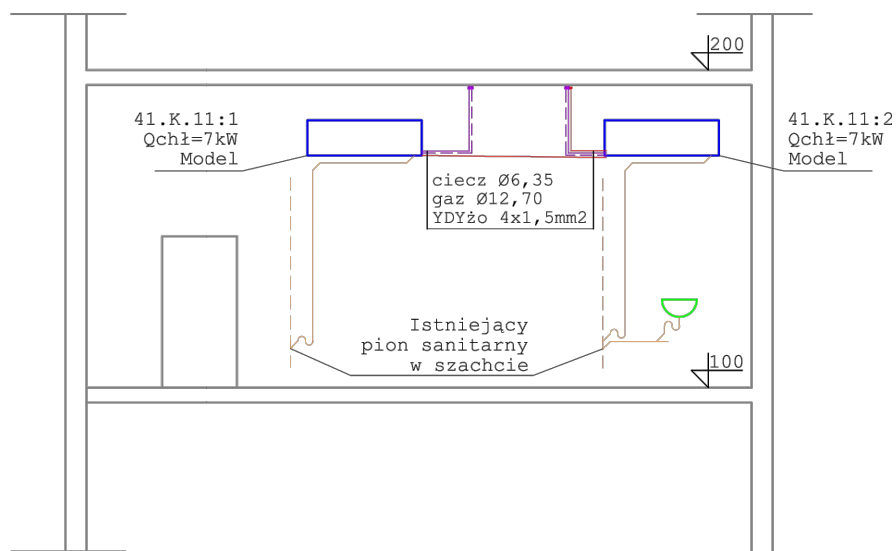 200
41.K.11:1
Qchł=7kW
Model
41.K.11:2
Qchł=7kW
Model
ciecz Ø6,35
gaz Ø12,70
YDYżo 4x1,5mm2
Istniejący
pion sanitarny
w szachcie
100